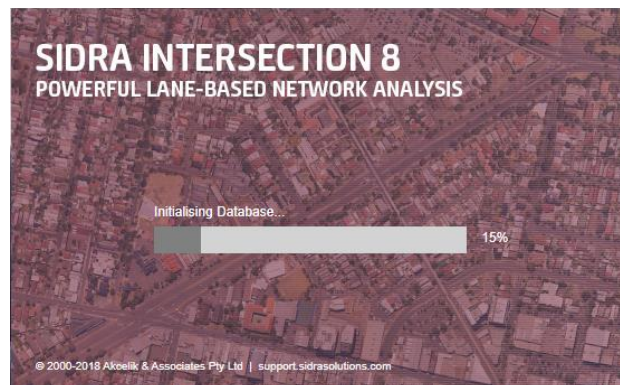 SIDRA INTERSECTION 8
POWERFUL LANE-BASED NETWORK ANALYSIS
Initialising Database...
15%
© 2000-2018 Akcelik & Associates Pty Ltd | support.sidrasolutions.com